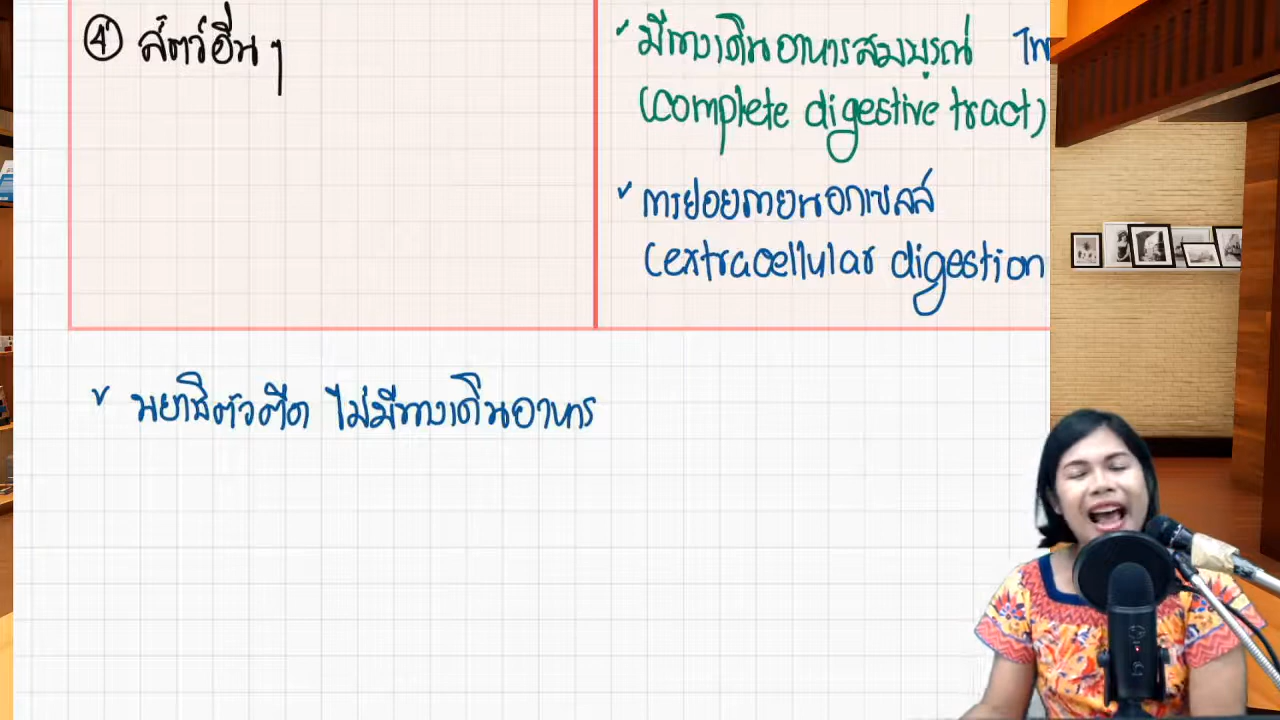 ④ สัตว์อื่น ๆ
✓ มีทางเดินอาหารสมบูรณ์
(complete digestive tract)
✓ การย่อยภายนอกเซลล์
(extracellular digestion
✓ พยาธิตัวตืด ไม่มีทางเดินอาหาร